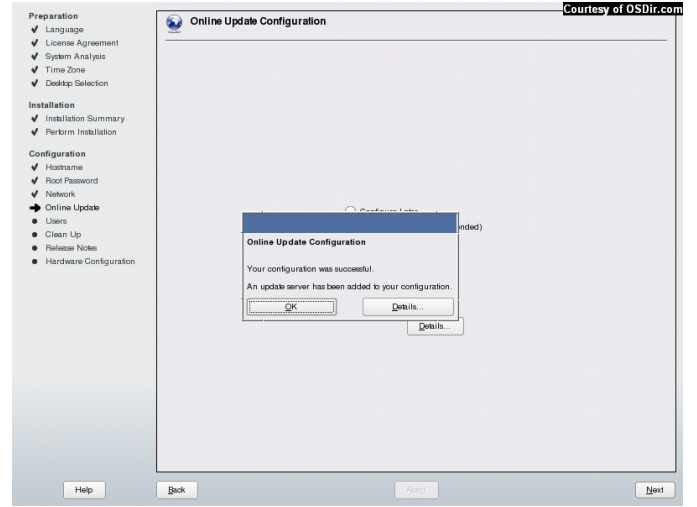 Courtesy of OSDir.com
Preparation
Language
License Agreement
System Analysis
Time Zone
Desktop Selection
Installation
Installation Summary
Perform Installation
Configuration
Hostname
Root Password
Network
Online Update
Users
Clean Up
Release Notes
Hardware Configuration
Online Update Configuration
Configure Later
Online Update Configuration
Your configuration was successful.
An update server has been added to your configuration.
OK Details...
Details...
Help Back Abort Next